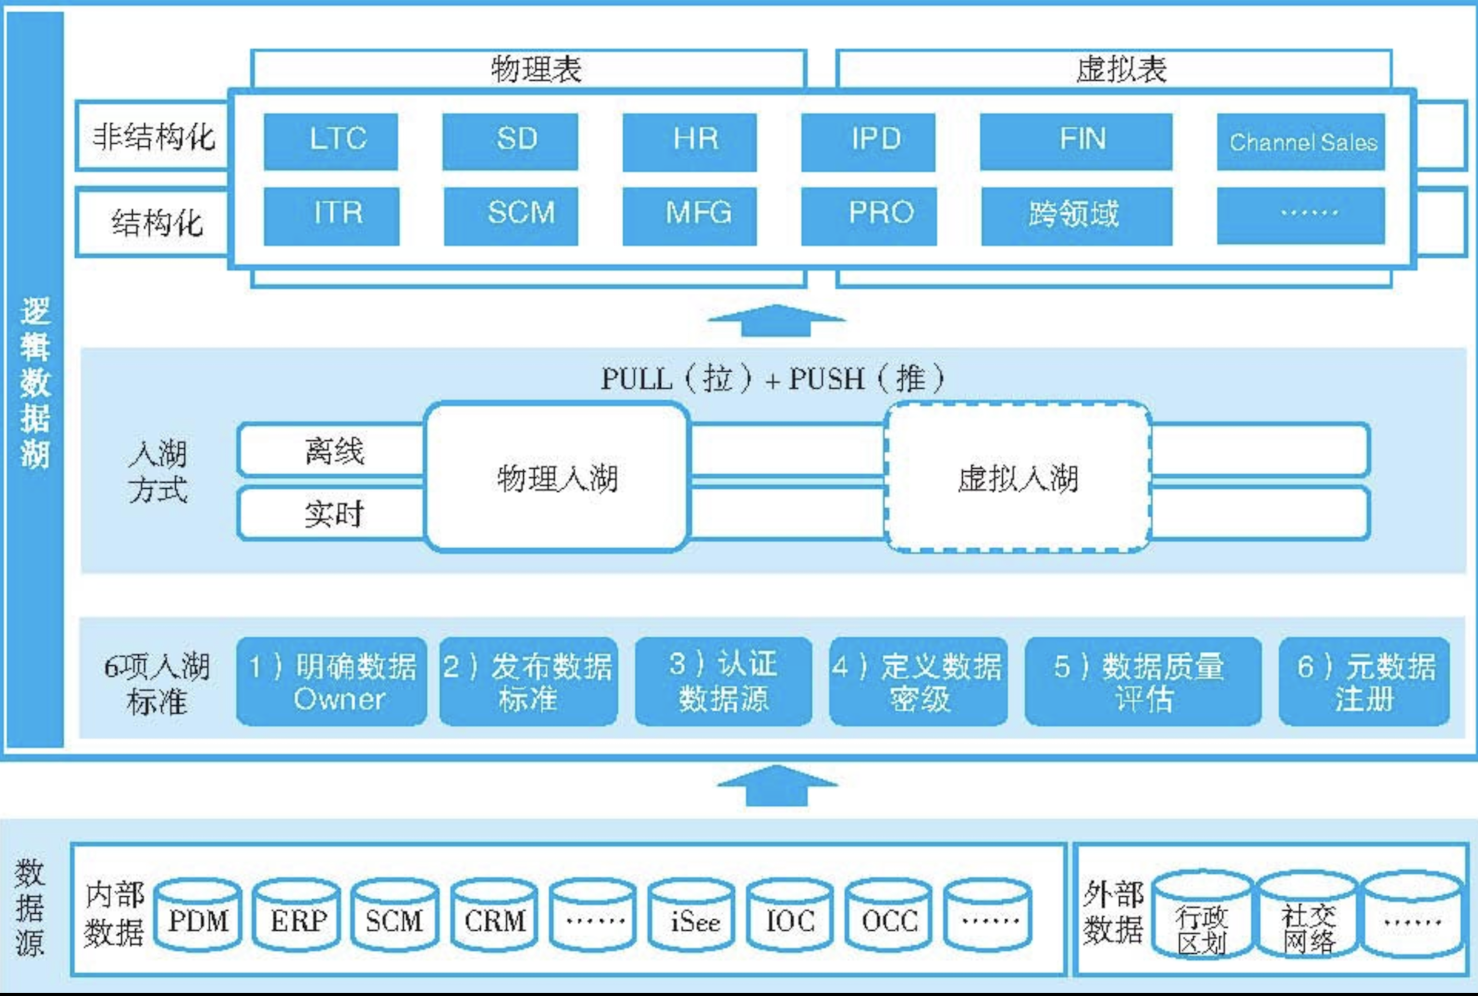 物理表
虚拟表
非结构化
LTC
SD
HR
IPD
FIN
Channel Sales
结构化
ITR
SCM
MFG
PRO
跨领域
……
逻辑数据湖
PULL（拉）+ PUSH（推）
入湖
方式
离线
实时
物理入湖
虚拟入湖
6项入湖
标准
1）明确数据
Owner
2）发布数据
标准
3）认证
数据源
4）定义数据
密级
5）数据质量
评估
6）元数据
注册
数据源
内部
数据
PDM
ERP
SCM
CRM
……
iSee
IOC
OCC
……
外部
数据
行政
区划
社交
网络
……